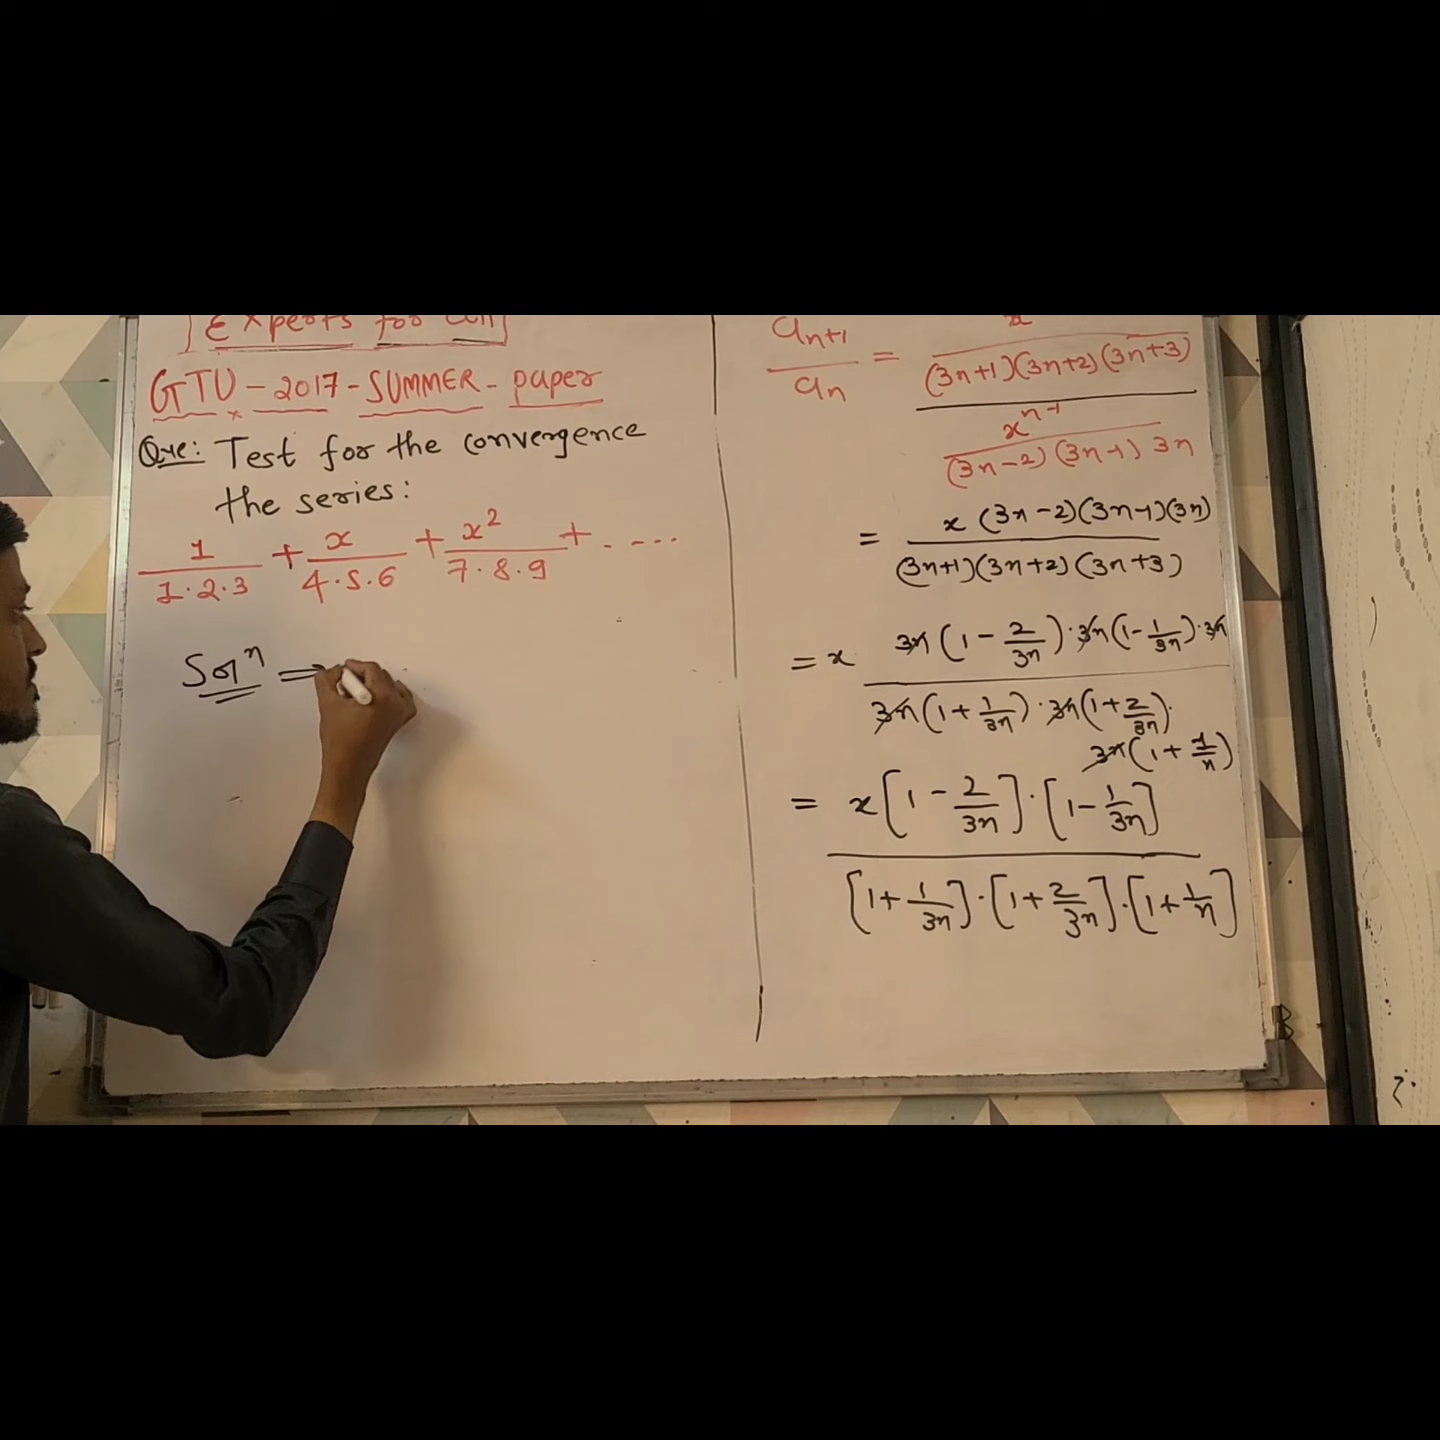 Experts for all
GTU - 2017 - SUMMER - paper
Que: Test for the convergence
the series:
1/(1·2·3) + x/(4·5·6) + x²/(7·8·9) + . ----
Solⁿ ⇒
aₙ₊₁/aₙ = x/((3n+1)(3n+2)(3n+3))
xⁿ⁻¹/((3n-2)(3n-1) 3n)
= x (3n-2)(3n-1)(3n)/((3n+1)(3n+2)(3n+3))
= x 3n(1 - 2/3n)·3n(1 - 1/3n)·3n
3n(1 + 1/3n)·3n(1 + 2/3n)·
3n(1 + 1/n)
= x[1 - 2/3n]·[1 - 1/3n]
[1 + 1/3n]·[1 + 2/3n]·[1 + 1/n]